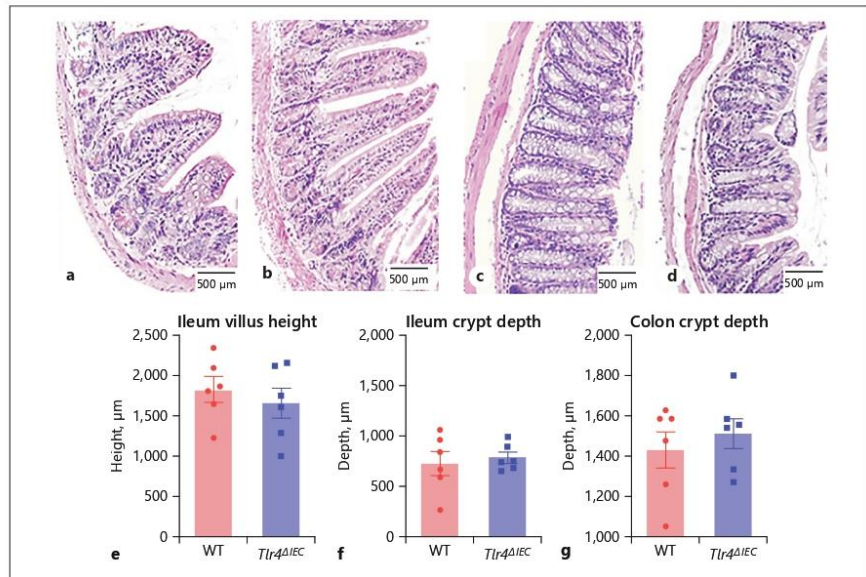 a
500 μm
b
500 μm
c
500 μm
d
500 μm
Ileum villus height
2,500
2,000
1,500
1,000
500
0
Height, μm
WT
Tlr4ΔIEC
e
Ileum crypt depth
2,000
1,500
1,000
500
0
Depth, μm
WT
Tlr4ΔIEC
f
Colon crypt depth
2,000
1,800
1,600
1,400
1,200
1,000
Depth, μm
WT
Tlr4ΔIEC
g